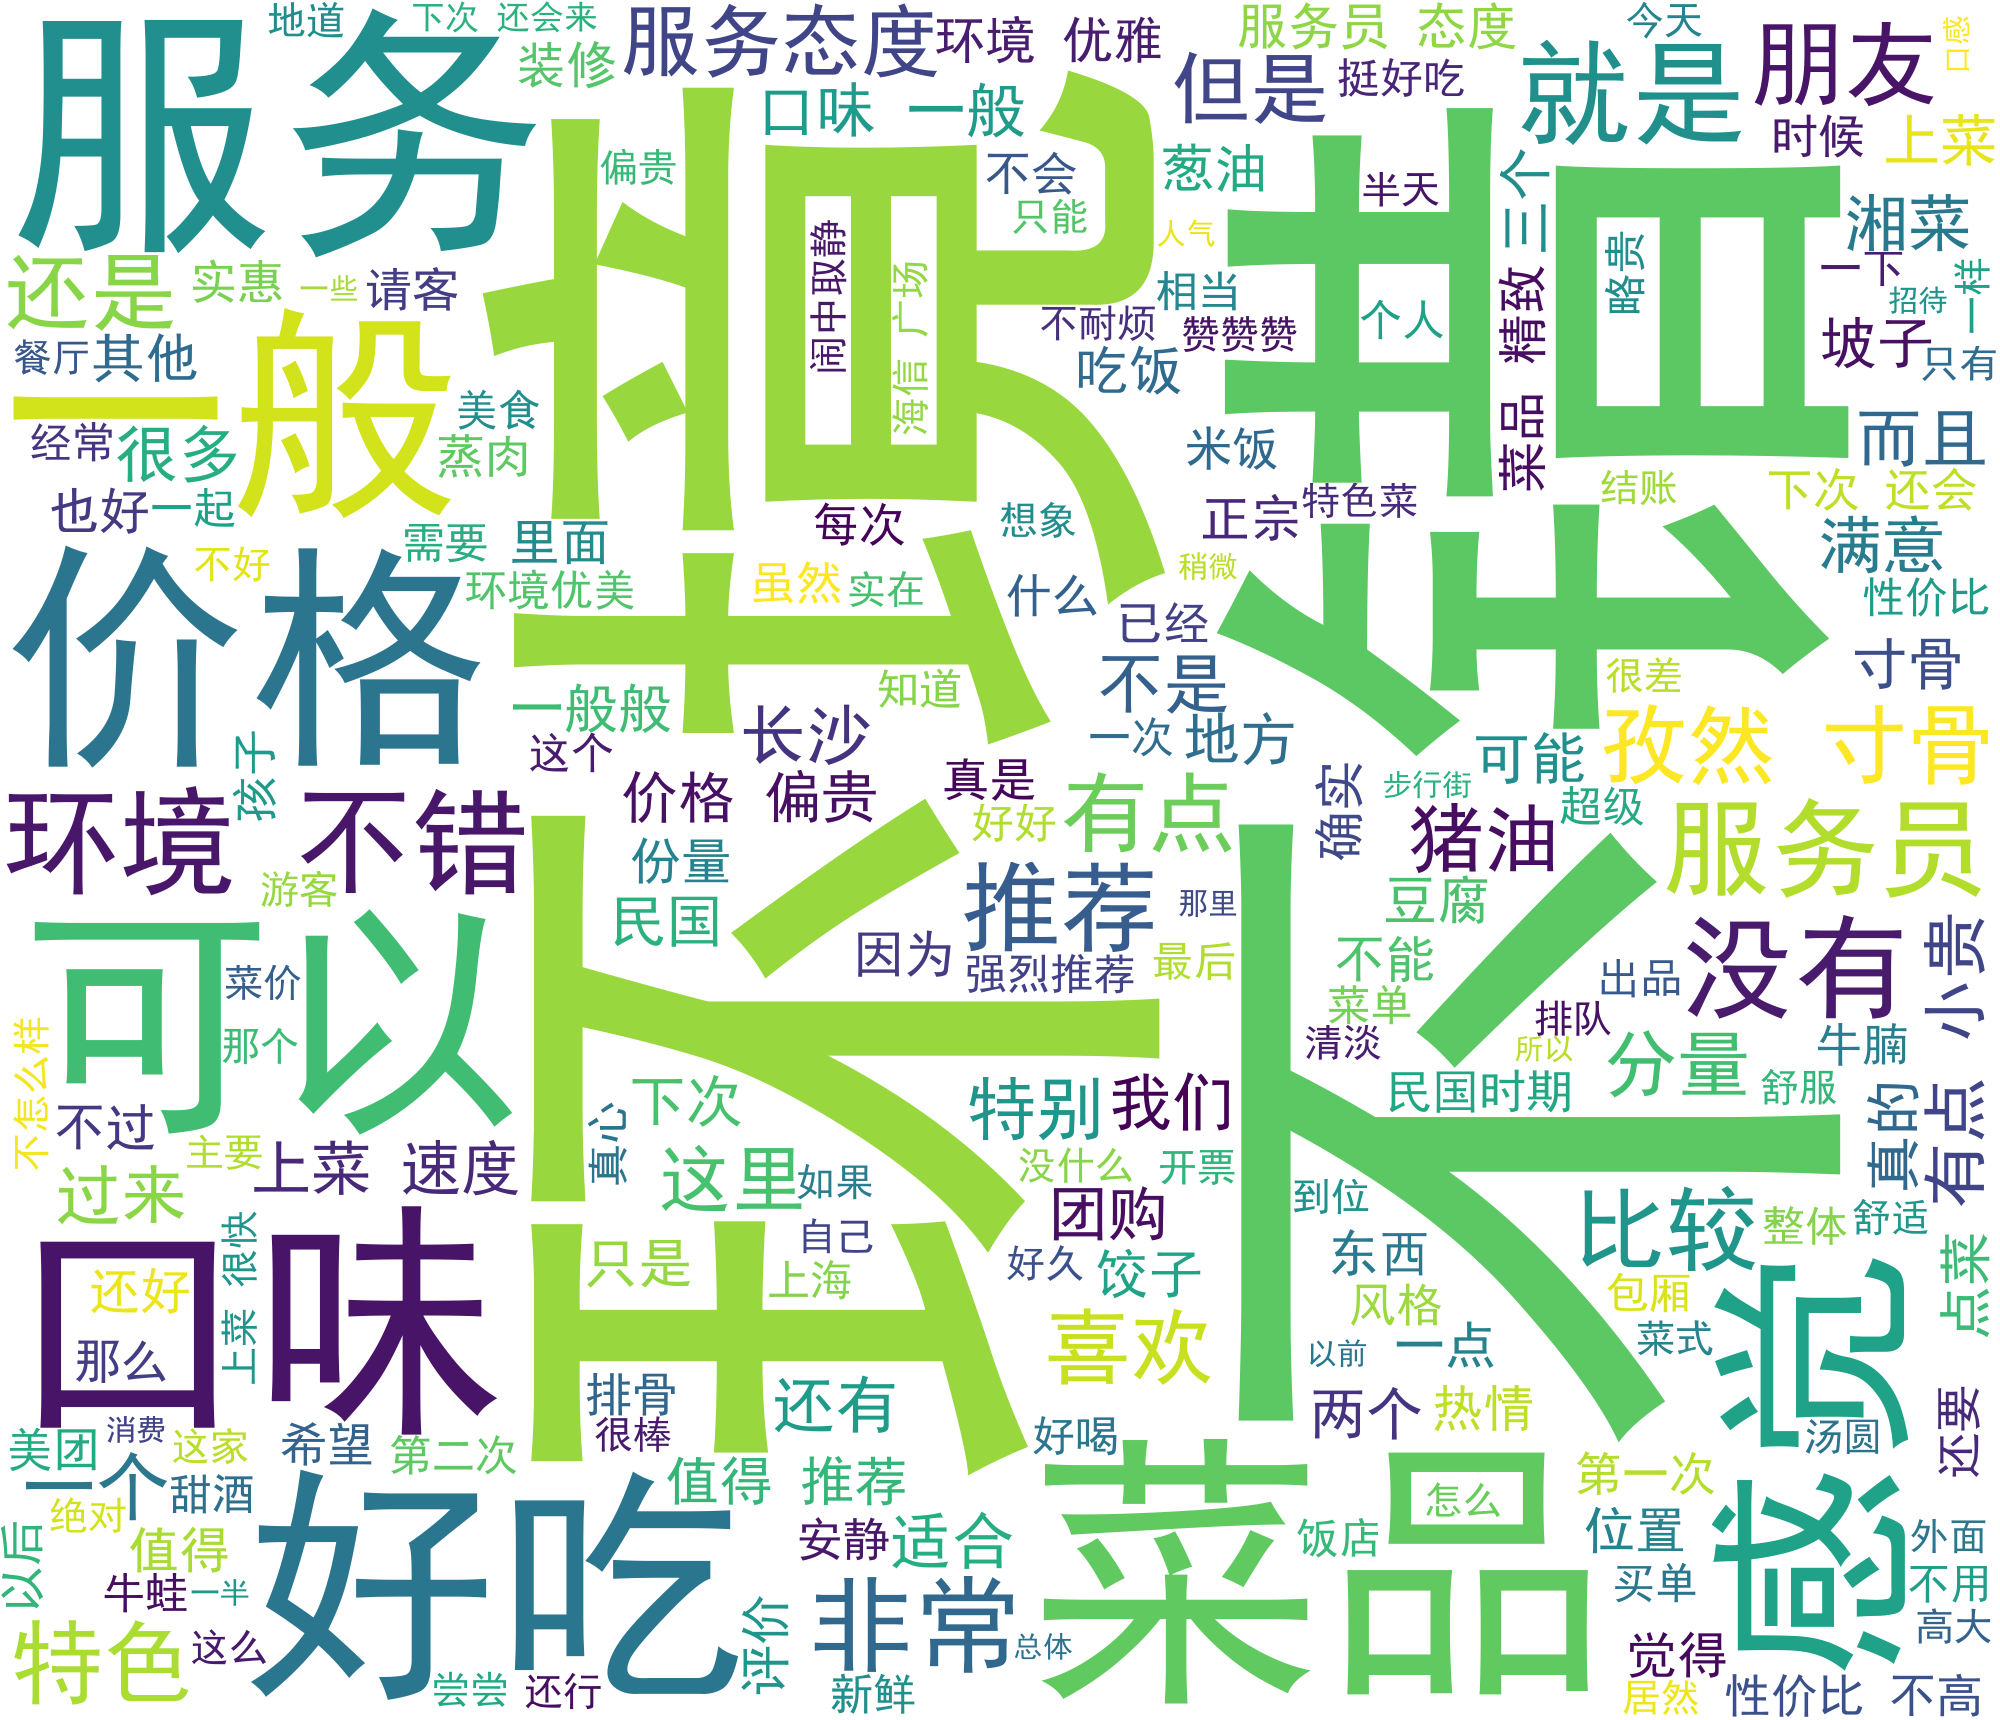 地道
下次 还会来
装修
服务态度
环境 优雅
服务员 态度
今天
口感
服务
但是
挺好吃
就是
朋友
时候
上菜
口味 一般
偏贵
环境
不会
只能
葱油
人气
半天
三个
湘菜
一下
一样
还是
实惠
一些
请客
闹中取静
海信 广场
相当
不耐烦
赞赞赞
个人
菜品 精致
略贵
招待
坡子
只有
餐厅
其他
一般
吃饭
不错
美食
经常
很多
蒸肉
米饭
而且
也好
一起
需要
里面
每次
想象
正宗
特色菜
结账
下次 还会
满意
不好
环境优美
虽然
实在
什么
稍微
性价比
价格
已经
知道
不是
很差
寸骨
一般般
长沙
一次
地方
孜然 寸骨
孩子
这个
价格 偏贵
真是
有点
确实
步行街
可能
超级
环境 不错
好好
猪油
服务员
份量
游客
民国
推荐
那里
豆腐
没有
可以
因为
强烈推荐
最后
不能
小贵
菜价
出品
菜单
排队
清淡
所以
牛腩
那个
不怎么样
分量
不过
真心
下次
特别
我们
民国时期
舒服
真的
有点
主要
上菜 速度
过来
这里
如果
没什么
开票
到位
团购
比较
整体
舒适
上菜 很快
自己
好久
饺子
东西
点菜
口味
还好
只是
上海
风格
包厢
感觉
喜欢
以前
一点
菜式
那么
排骨
还有
两个
热情
还要
很棒
好喝
汤圆
消费
美团
这家
希望
第二次
菜品
怎么
一个
甜酒
好吃
值得 推荐
第一次
绝对
以后
值得
安静
适合
饭店
位置
外面
牛蛙
一半
买单
不用
特色
这么
评价
非常
总体
觉得
高大
尝尝
还行
新鲜
居然
性价比 不高